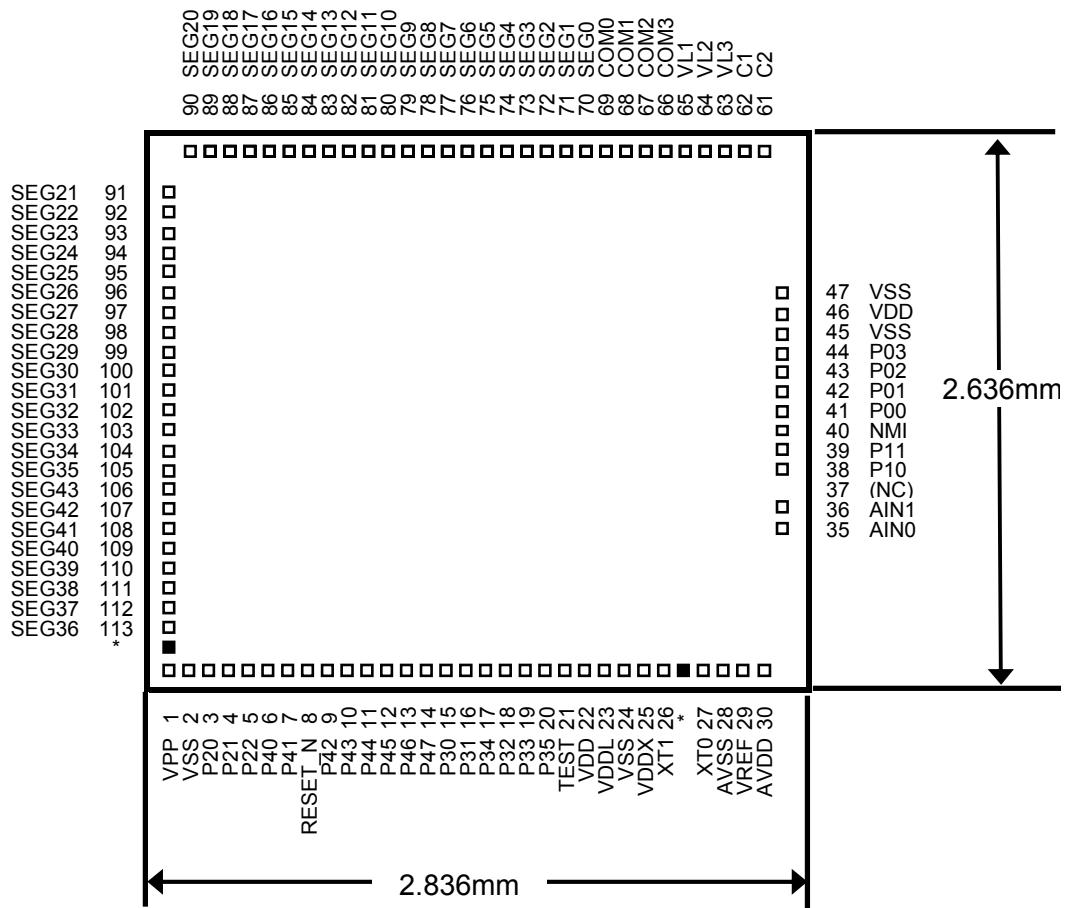 90 SEG20
89 SEG19
88 SEG18
87 SEG17
86 SEG16
85 SEG15
84 SEG14
83 SEG13
82 SEG12
81 SEG11
80 SEG10
79 SEG9
78 SEG8
77 SEG7
76 SEG6
75 SEG5
74 SEG4
73 SEG3
72 SEG2
71 SEG1
70 SEG0
69 COM0
68 COM1
67 COM2
66 COM3
65 VL1
64 VL2
63 VL3
62 C1
61 C2
SEG21 91
SEG22 92
SEG23 93
SEG24 94
SEG25 95
SEG26 96
SEG27 97
SEG28 98
SEG29 99
SEG30 100
SEG31 101
SEG32 102
SEG33 103
SEG34 104
SEG35 105
SEG43 106
SEG42 107
SEG41 108
SEG40 109
SEG39 110
SEG38 111
SEG37 112
SEG36 113
*
47 VSS
46 VDD
45 VSS
44 P03
43 P02
42 P01
41 P00
40 NMI
39 P11
38 P10
37 (NC)
36 AIN1
35 AIN0
2.636mm
VPP 1
VSS 2
P20 3
P21 4
P22 5
P40 6
P41 7
RESET_N 8
P42 9
P43 10
P44 11
P45 12
P46 13
P47 14
P30 15
P31 16
P34 17
P32 18
P33 19
P35 20
TEST 21
VDD 22
VDDL 23
VSS 24
VDDX 25
XT1 26
*
XT0 27
AVSS 28
VREF 29
AVDD 30
2.836mm